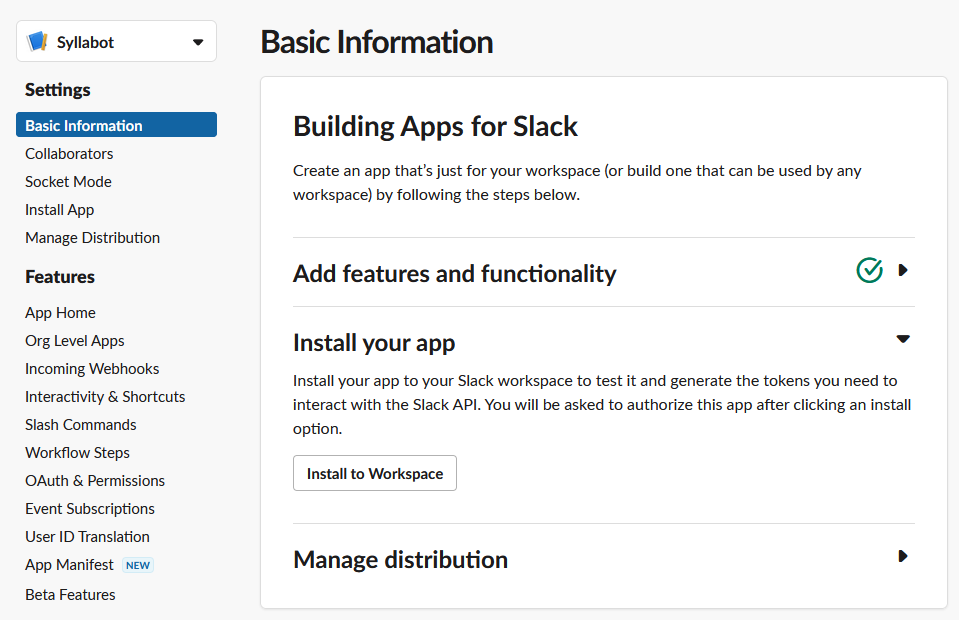 Syllabot
Settings
Basic Information
Collaborators
Socket Mode
Install App
Manage Distribution
Features
App Home
Org Level Apps
Incoming Webhooks
Interactivity & Shortcuts
Slash Commands
Workflow Steps
OAuth & Permissions
Event Subscriptions
User ID Translation
App Manifest NEW
Beta Features
Basic Information
Building Apps for Slack
Create an app that’s just for your workspace (or build one that can be used by any
workspace) by following the steps below.
Add features and functionality
Install your app
Install your app to your Slack workspace to test it and generate the tokens you need to
interact with the Slack API. You will be asked to authorize this app after clicking an install
option.
Install to Workspace
Manage distribution